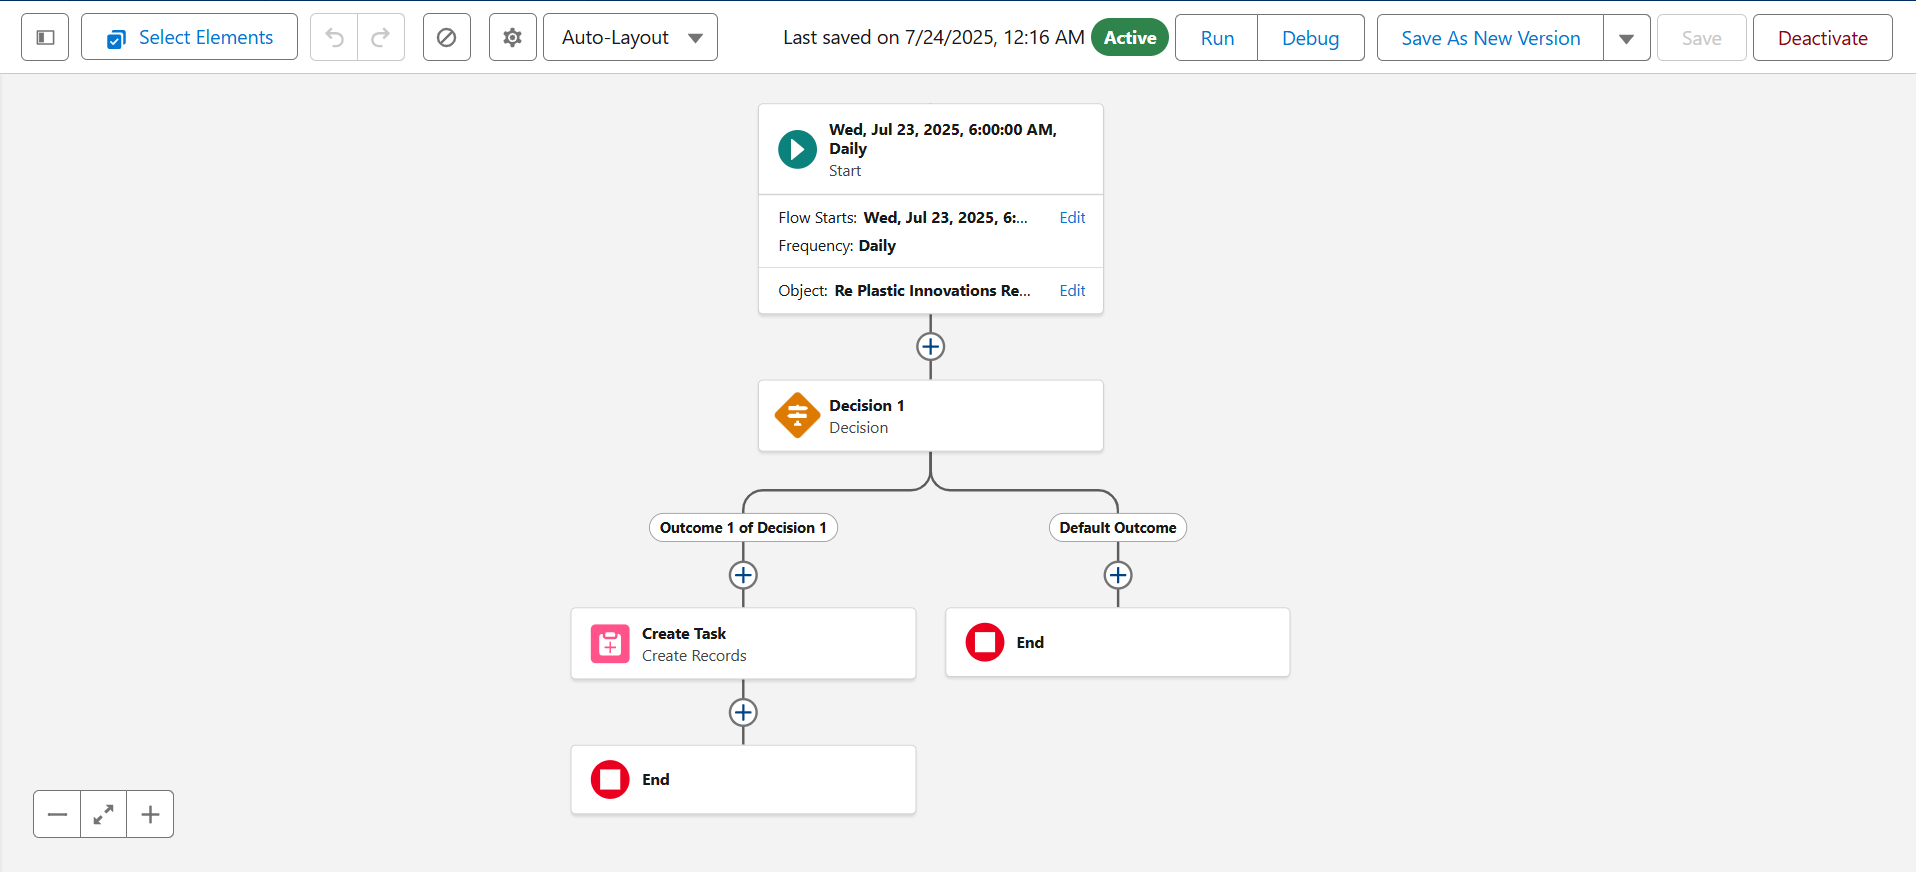 Select Elements
Auto-Layout
Last saved on 7/24/2025, 12:16 AM
Active
Run
Debug
Save As New Version
Save
Deactivate
Wed, Jul 23, 2025, 6:00:00 AM,
Daily
Start
Flow Starts: Wed, Jul 23, 2025, 6:... Edit
Frequency: Daily
Object: Re Plastic Innovations Re... Edit
Decision 1
Decision
Outcome 1 of Decision 1
Default Outcome
Create Task
Create Records
End
End